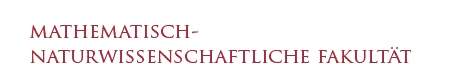 MATHEMATISCH-
NATURWISSENSCHAFTLICHE FAKULTÄT